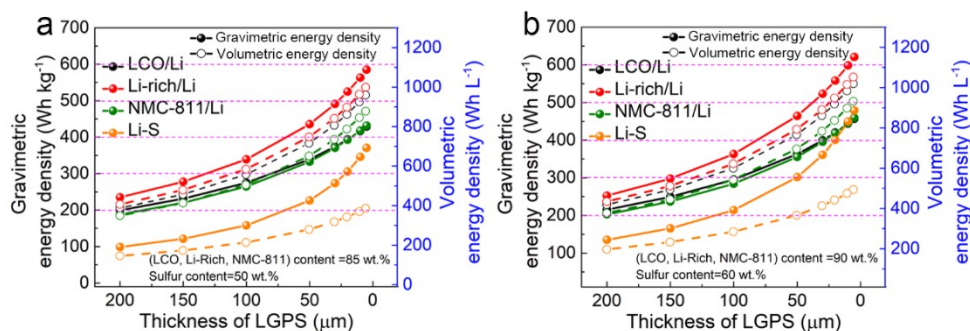 a
Gravimetric
energy density (Wh kg⁻¹)
700
600
500
400
300
200
100
0
Gravimetric energy density
Volumetric energy density
LCO/Li
Li-rich/Li
NMC-811/Li
Li-S
(LCO, Li-Rich, NMC-811) content =85 wt.%
Sulfur content=50 wt.%
200 150 100 50 0
Thickness of LGPS (μm)
1200
1000
800
600
400
200
0
Volumetric
energy density (Wh L⁻¹)
b
Gravimetric
energy density (Wh kg⁻¹)
700
600
500
400
300
200
100
Gravimetric energy density
Volumetric energy density
LCO/Li
Li-rich/Li
NMC-811/Li
Li-S
(LCO, Li-Rich, NMC-811) content =90 wt.%
Sulfur content=60 wt.%
200 150 100 50 0
Thickness of LGPS (μm)
1200
1000
800
600
400
200
Volumetric
energy density (Wh L⁻¹)